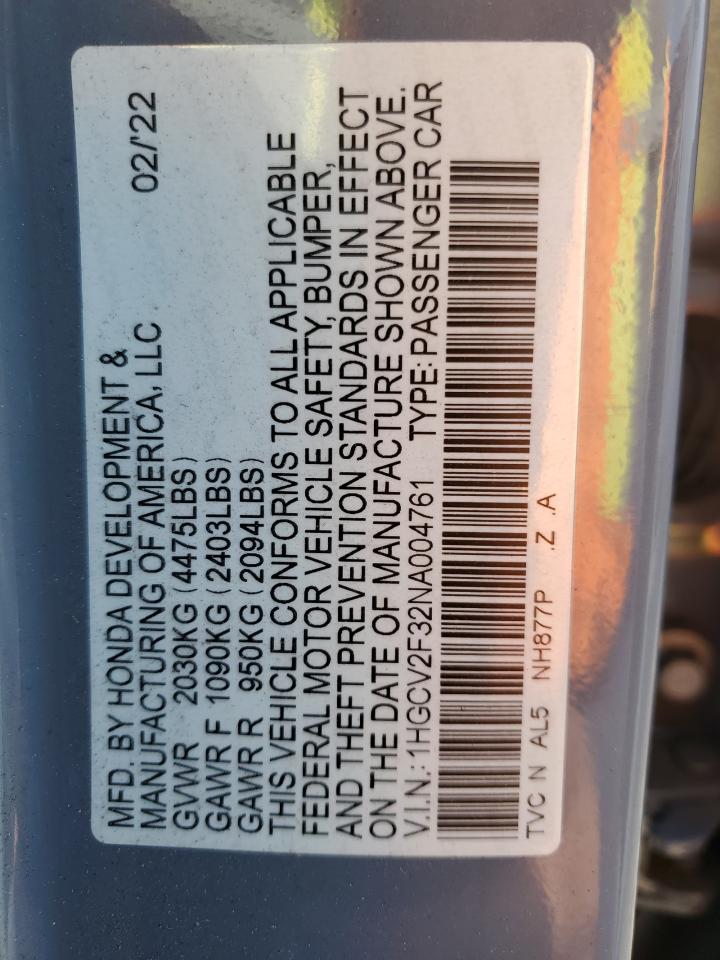 MFD. BY HONDA DEVELOPMENT &
MANUFACTURING OF AMERICA, LLC 02/'22
GVWR 2030KG (4475LBS)
GAWR F 1090KG (2403LBS)
GAWR R 950KG (2094LBS)
THIS VEHICLE CONFORMS TO ALL APPLICABLE
FEDERAL MOTOR VEHICLE SAFETY, BUMPER,
AND THEFT PREVENTION STANDARDS IN EFFECT
ON THE DATE OF MANUFACTURE SHOWN ABOVE.
V.I.N.: 1HGCV2F32NA004761 TYPE: PASSENGER CAR
TVC N AL5 NH877P .Z .A